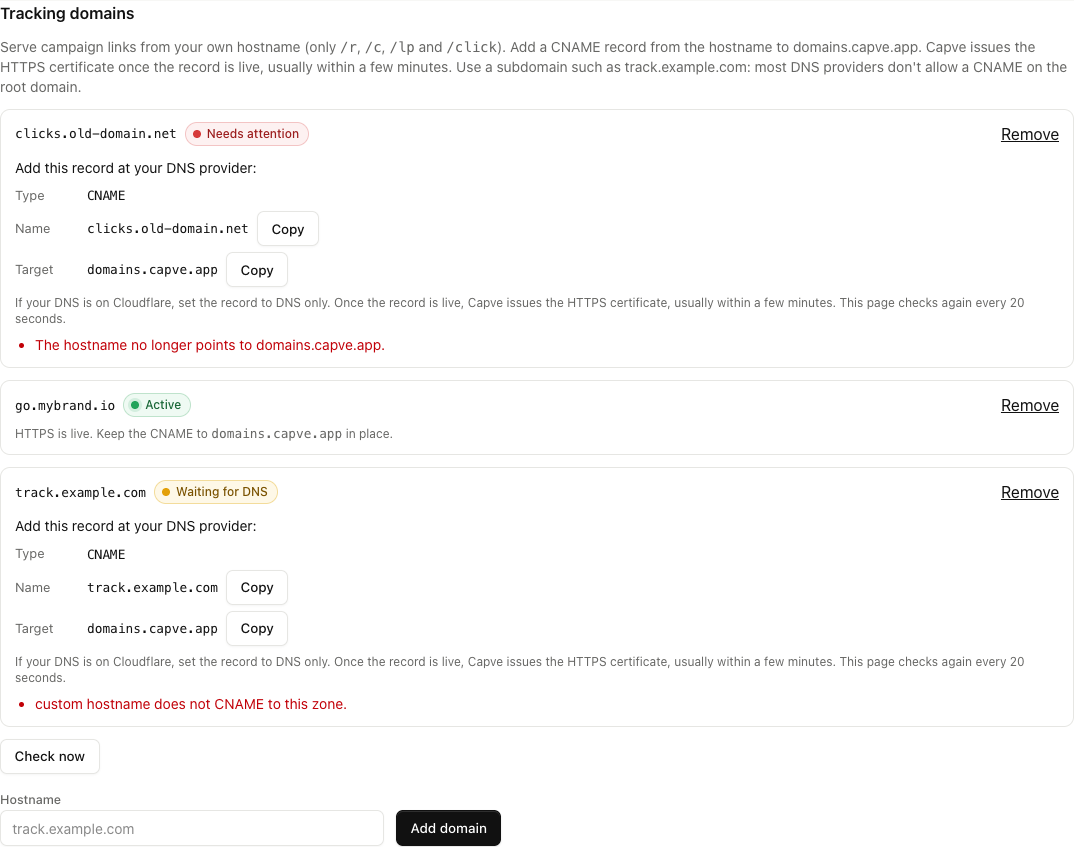 Tracking domains
Serve campaign links from your own hostname (only /r, /c, /lp and /click). Add a CNAME record from the hostname to domains.capve.app. Capve issues the
HTTPS certificate once the record is live, usually within a few minutes. Use a subdomain such as track.example.com: most DNS providers don't allow a CNAME on the
root domain.
clicks.old-domain.net Needs attention Remove
Add this record at your DNS provider:
Type CNAME
Name clicks.old-domain.net Copy
Target domains.capve.app Copy
If your DNS is on Cloudflare, set the record to DNS only. Once the record is live, Capve issues the HTTPS certificate, usually within a few minutes. This page checks again every 20
seconds.
• The hostname no longer points to domains.capve.app.
go.mybrand.io Active Remove
HTTPS is live. Keep the CNAME to domains.capve.app in place.
track.example.com Waiting for DNS Remove
Add this record at your DNS provider:
Type CNAME
Name track.example.com Copy
Target domains.capve.app Copy
If your DNS is on Cloudflare, set the record to DNS only. Once the record is live, Capve issues the HTTPS certificate, usually within a few minutes. This page checks again every 20
seconds.
• custom hostname does not CNAME to this zone.
Check now
Hostname
track.example.com Add domain